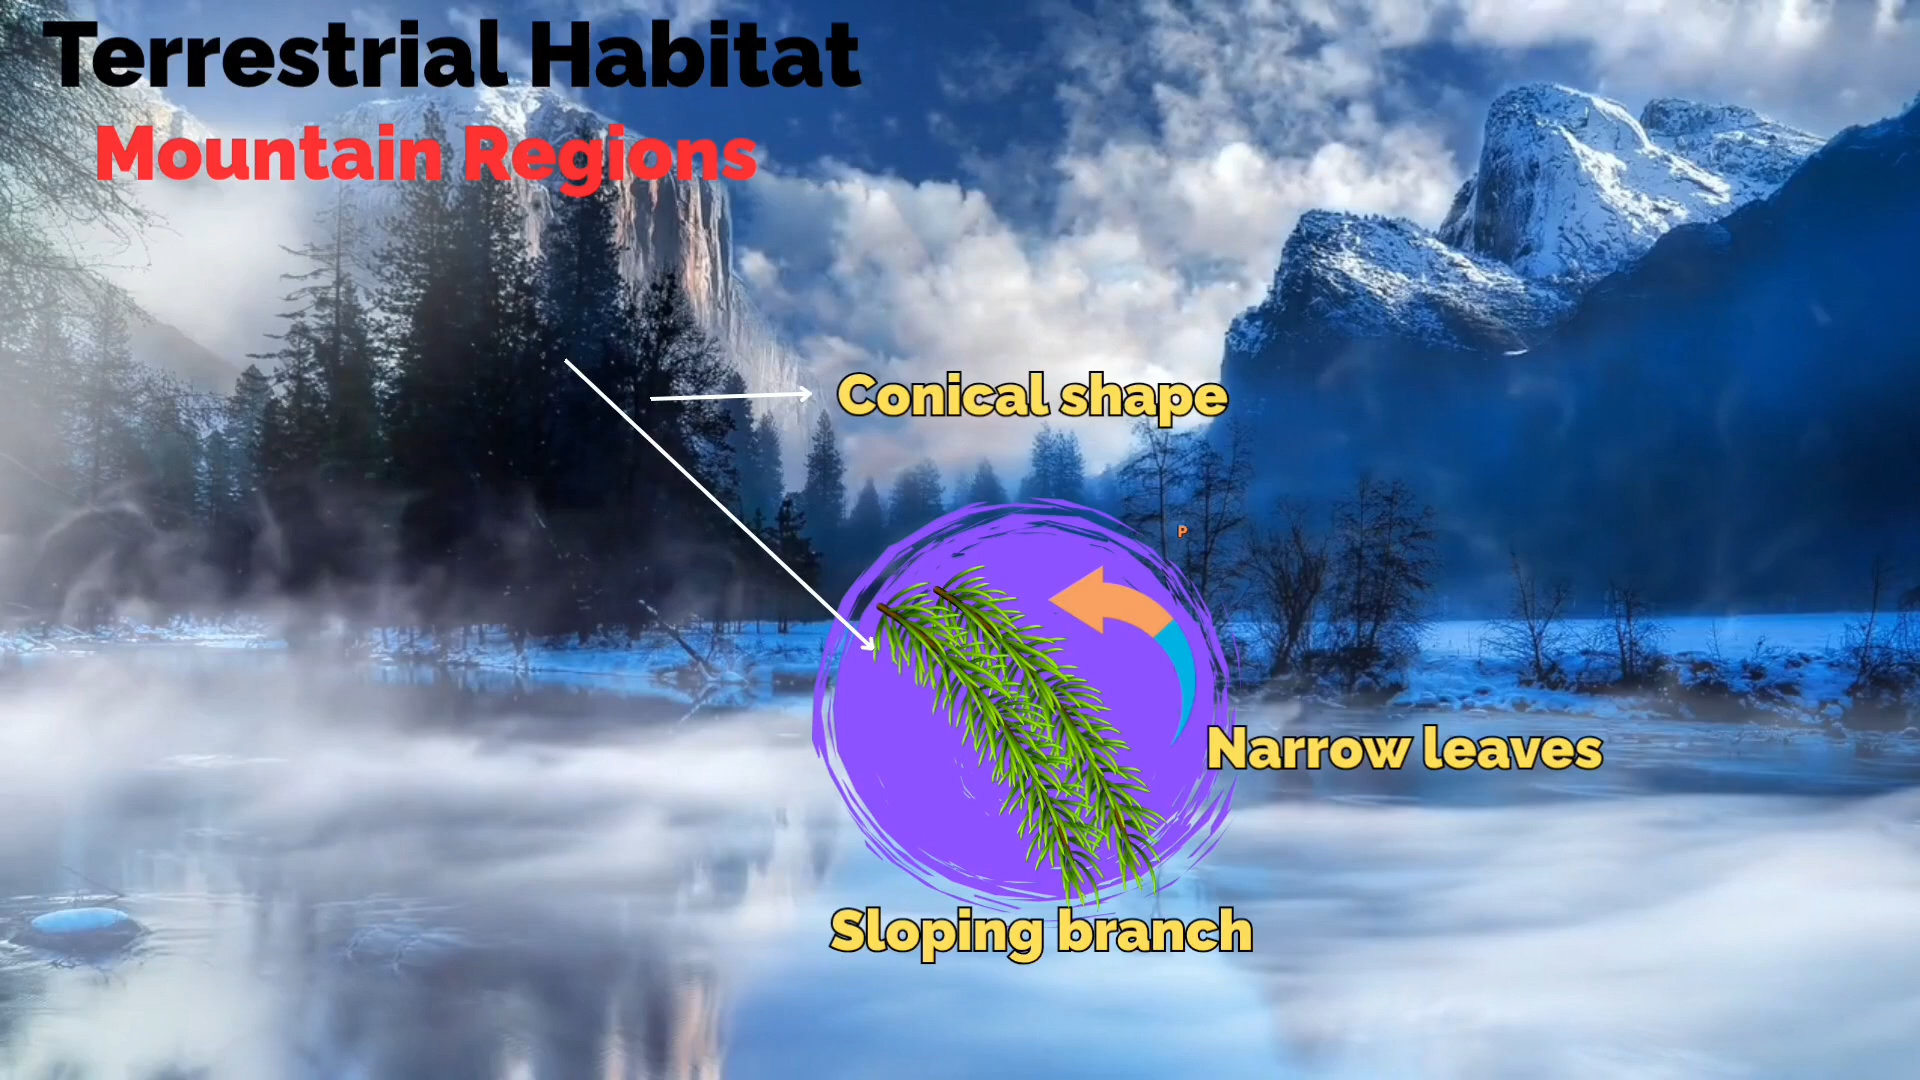 Terrestrial Habitat
Mountain Regions
Conical shape
P
Narrow leaves
Sloping branch